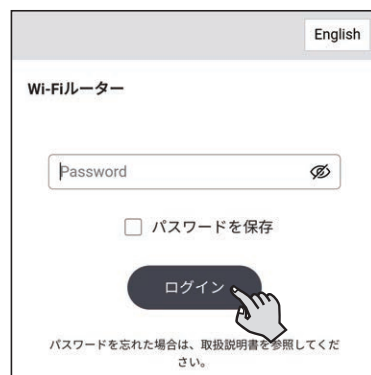 English
Wi-Fiルーター
Password
パスワードを保存
ログイン
パスワードを忘れた場合は、取扱説明書を参照してくだ
さい。